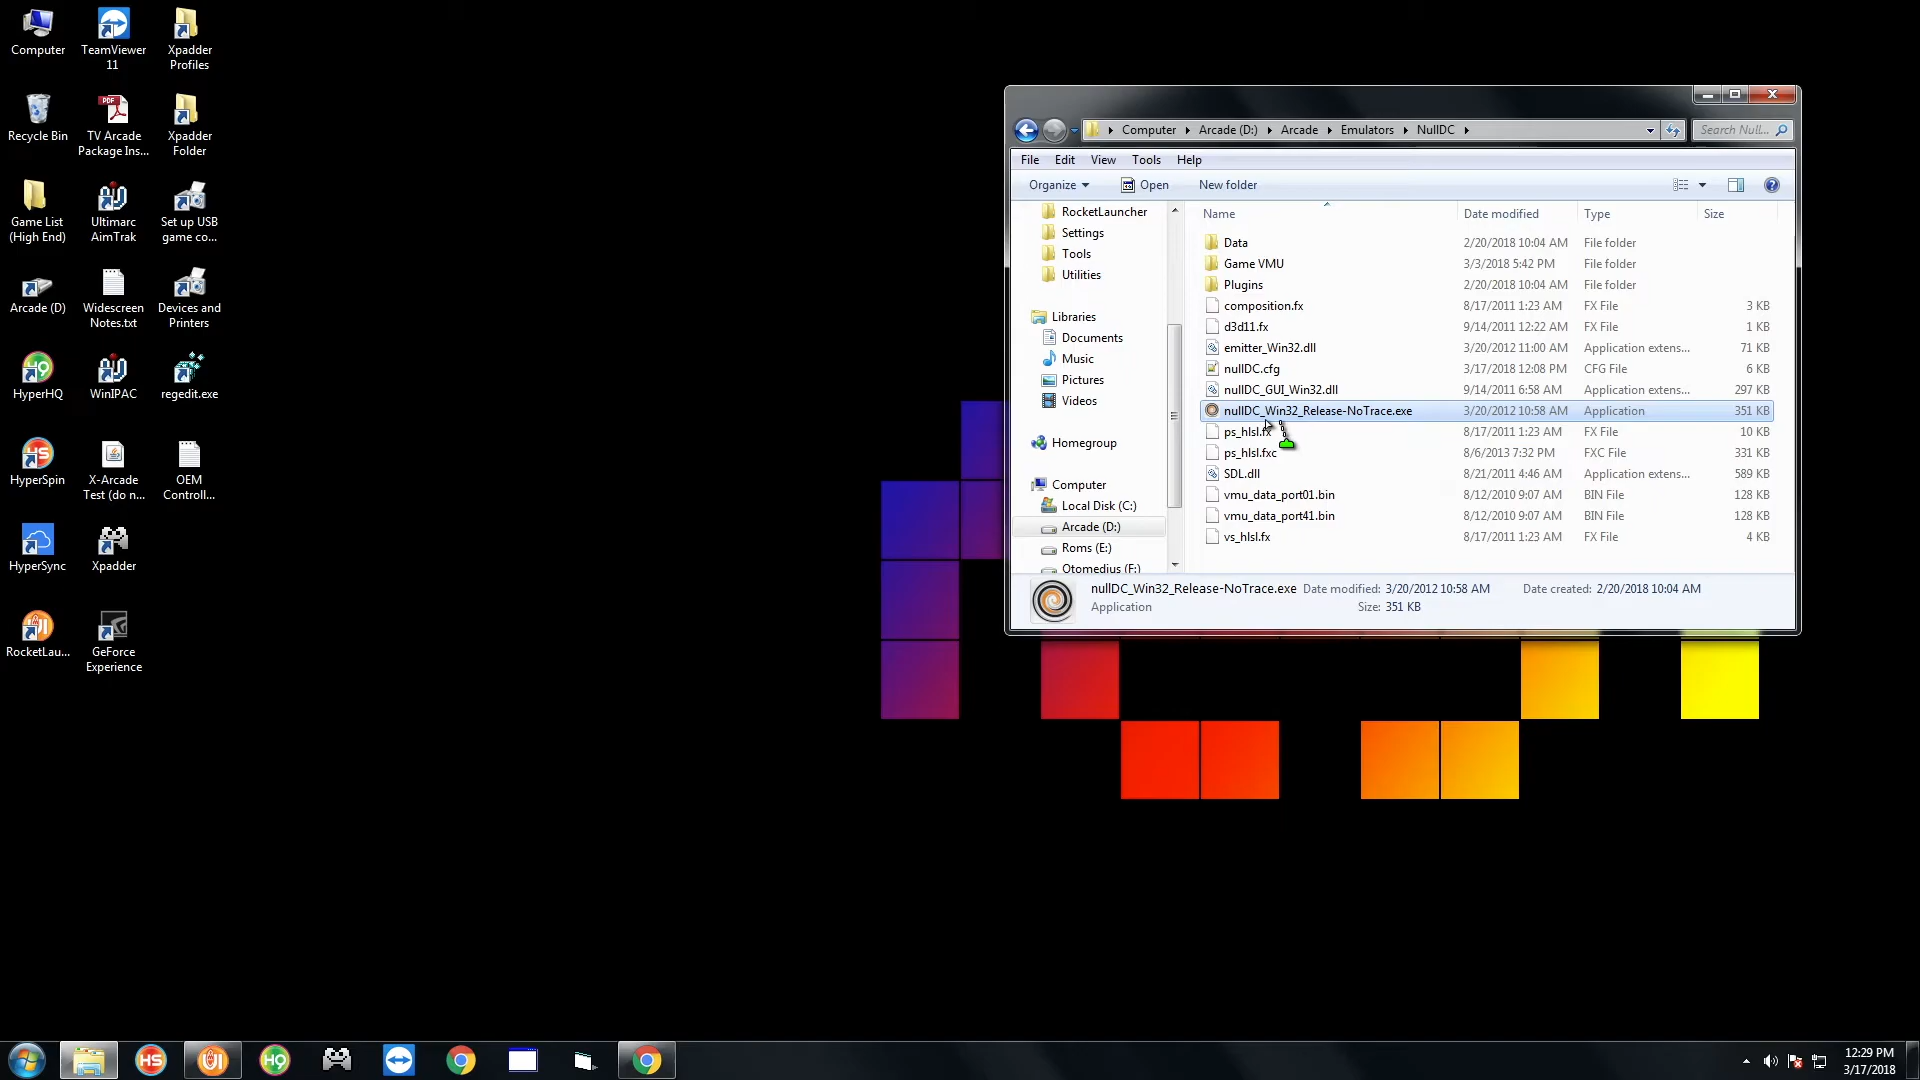 Computer
TeamViewer
11
Xpadder
Profiles
Recycle Bin
TV Arcade
Package Ins...
Xpadder
Folder
Game List
(High End)
Ultimarc
AimTrak
Set up USB
game co...
Arcade (D)
Widescreen
Notes.txt
Devices and
Printers
HyperHQ
WinIPAC
regedit.exe
HyperSpin
X-Arcade
Test (do n...
OEM
Controll...
HyperSync
Xpadder
RocketLau...
GeForce
Experience
Computer Arcade (D:) Arcade Emulators NullDC
Search Null...
File Edit View Tools Help
Organize Open New folder
RocketLauncher
Settings
Tools
Utilities
Libraries
Documents
Music
Pictures
Videos
Homegroup
Computer
Local Disk (C:)
Arcade (D:)
Roms (E:)
Otomedius (F:)
Name Date modified Type Size
Data 2/20/2018 10:04 AM File folder
Game VMU 3/3/2018 5:42 PM File folder
Plugins 2/20/2018 10:04 AM File folder
composition.fx 8/17/2011 1:23 AM FX File 3 KB
d3d11.fx 9/14/2011 12:22 AM FX File 1 KB
emitter_Win32.dll 3/20/2012 11:00 AM Application extens... 71 KB
nullDC.cfg 3/17/2018 12:08 PM CFG File 6 KB
nullDC_GUI_Win32.dll 9/14/2011 6:58 AM Application extens... 297 KB
nullDC_Win32_Release-NoTrace.exe 3/20/2012 10:58 AM Application 351 KB
ps_hlsl.fx 8/17/2011 1:23 AM FX File 10 KB
ps_hlsl.fxc 8/6/2013 7:32 PM FXC File 331 KB
SDL.dll 8/21/2011 4:46 AM Application extens... 589 KB
vmu_data_port01.bin 8/12/2010 9:07 AM BIN File 128 KB
vmu_data_port41.bin 8/12/2010 9:07 AM BIN File 128 KB
vs_hlsl.fx 8/17/2011 1:23 AM FX File 4 KB
nullDC_Win32_Release-NoTrace.exe Date modified: 3/20/2012 10:58 AM Date created: 2/20/2018 10:04 AM
Application Size: 351 KB
12:29 PM
3/17/2018